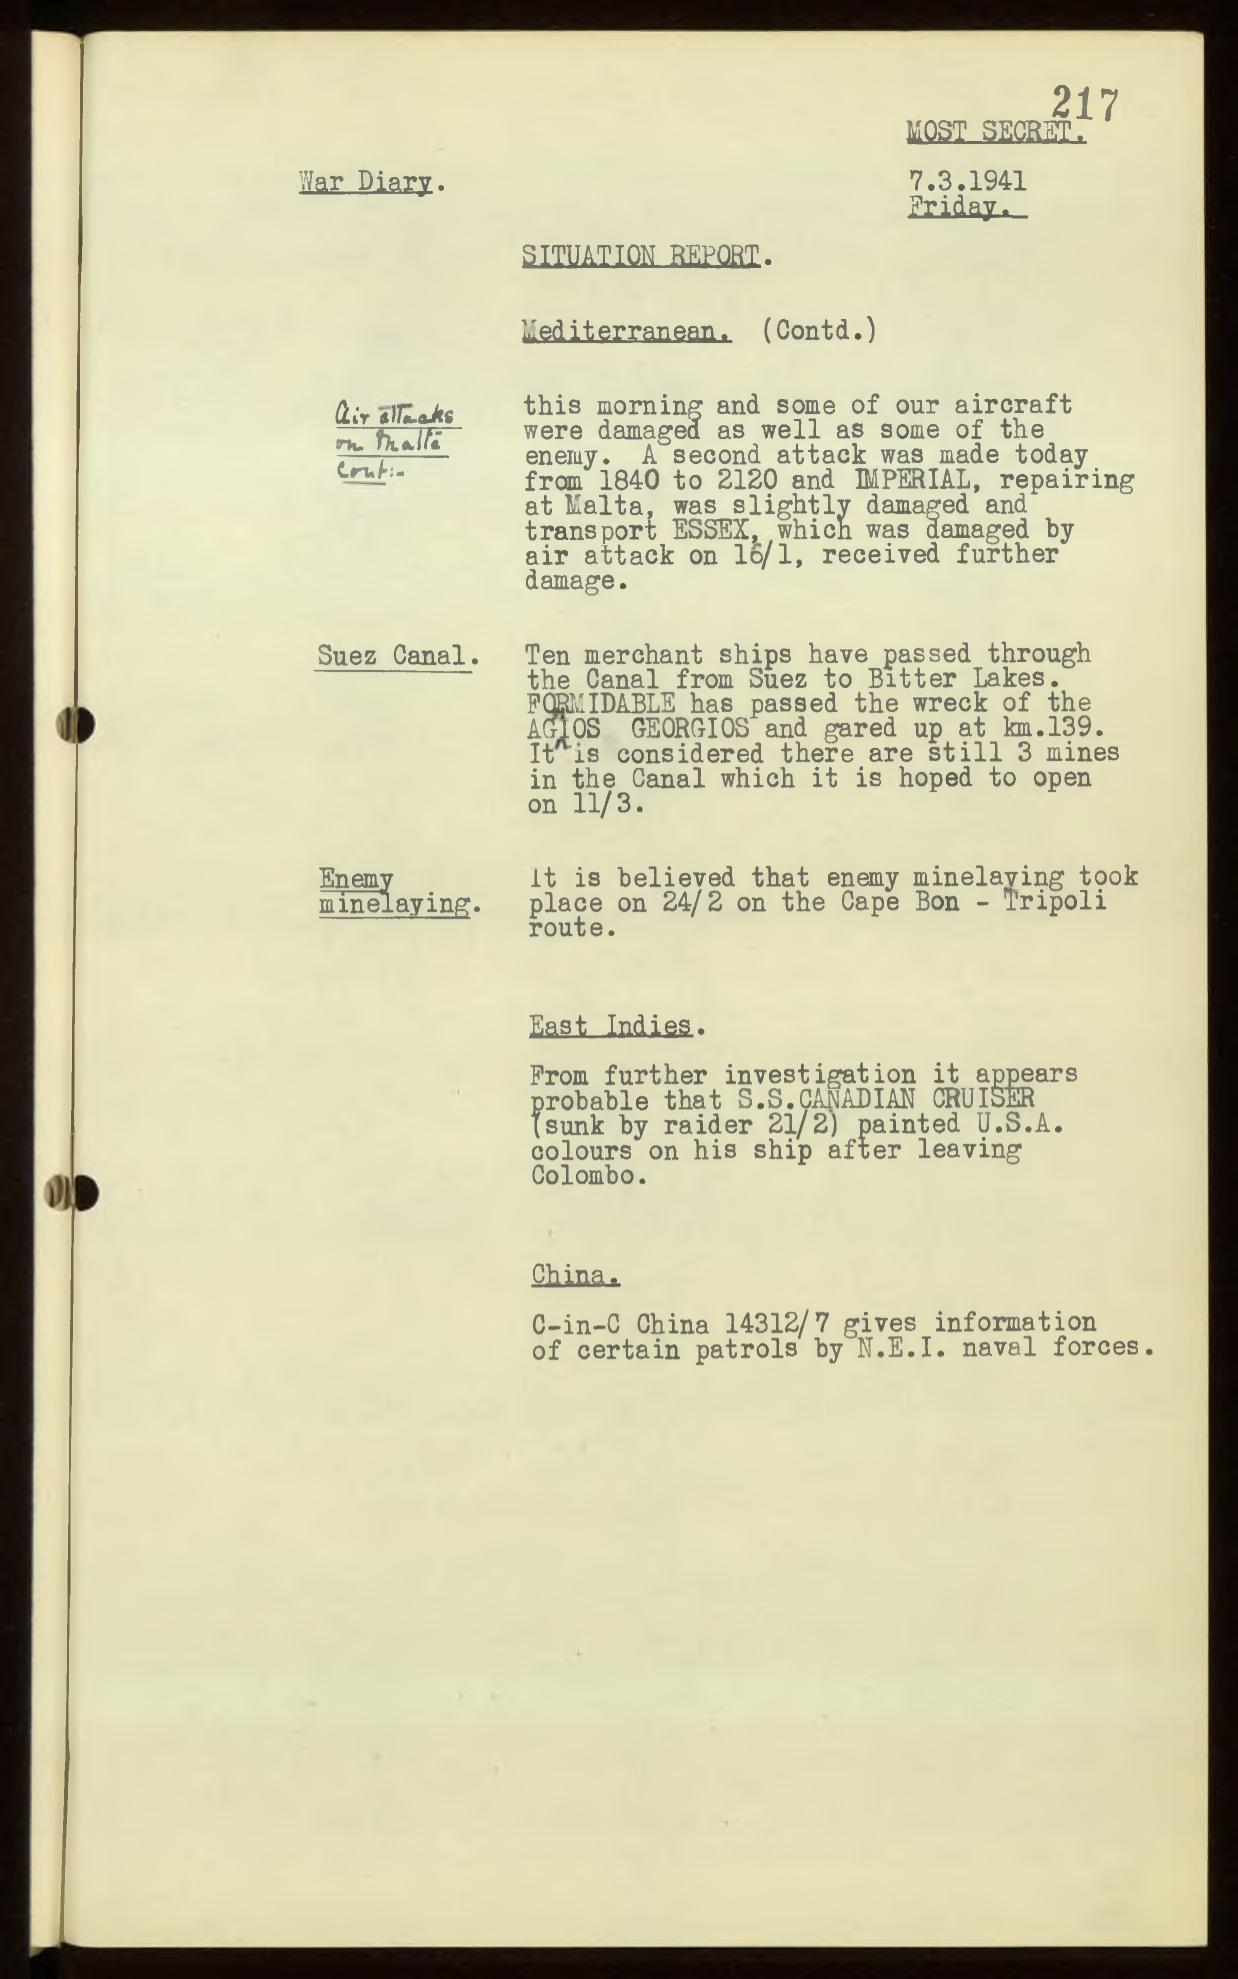 217
MOST SECRET.
War Diary.
7.3.1941
Friday.
SITUATION REPORT.
Mediterranean. (Contd.)
Air attacks
on Malta
Cont:-
this morning and some of our aircraft
were damaged as well as some of the
enemy. A second attack was made today
from 1840 to 2120 and IMPERIAL, repairing
at Malta, was slightly damaged and
transport ESSEX, which was damaged by
air attack on 16/1, received further
damage.
Suez Canal.
Ten merchant ships have passed through
the Canal from Suez to Bitter Lakes.
FORMIDABLE has passed the wreck of the
AGIOS GEORGIOS and gared up at km.139.
It is considered there are still 3 mines
in the Canal which it is hoped to open
on 11/3.
Enemy
minelaying.
It is believed that enemy minelaying took
place on 24/2 on the Cape Bon - Tripoli
route.
East Indies.
From further investigation it appears
probable that S.S.CANADIAN CRUISER
(sunk by raider 21/2) painted U.S.A.
colours on his ship after leaving
Colombo.
China.
C-in-C China 14312/7 gives information
of certain patrols by N.E.I. naval forces.